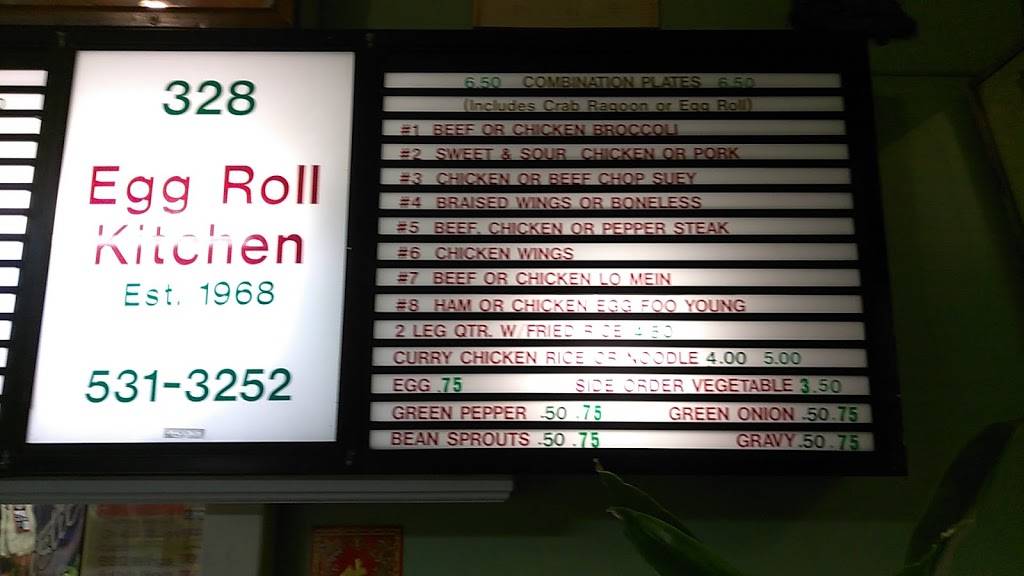 328
Egg Roll
Kitchen
Est. 1968
531-3252
6.50 COMBINATION PLATES 6.50
(Includes Crab Ragoon or Egg Roll)
#1 BEEF OR CHICKEN BROCCOLI
#2 SWEET & SOUR CHICKEN OR PORK
#3 CHICKEN OR BEEF CHOP SUEY
#4 BRAISED WINGS OR BONELESS
#5 BEEF. CHICKEN OR PEPPER STEAK
#6 CHICKEN WINGS
#7 BEEF OR CHICKEN LO MEIN
#8 HAM OR CHICKEN EGG FOO YOUNG
2 LEG QTR. W/FRIED RICE 4.50
CURRY CHICKEN RICE OR NOODLE 4.00 5.00
EGG .75 SIDE ORDER VEGETABLE 3.50
GREEN PEPPER .50 .75 GREEN ONION .50 .75
BEAN SPROUTS .50 .75 GRAVY .50 .75